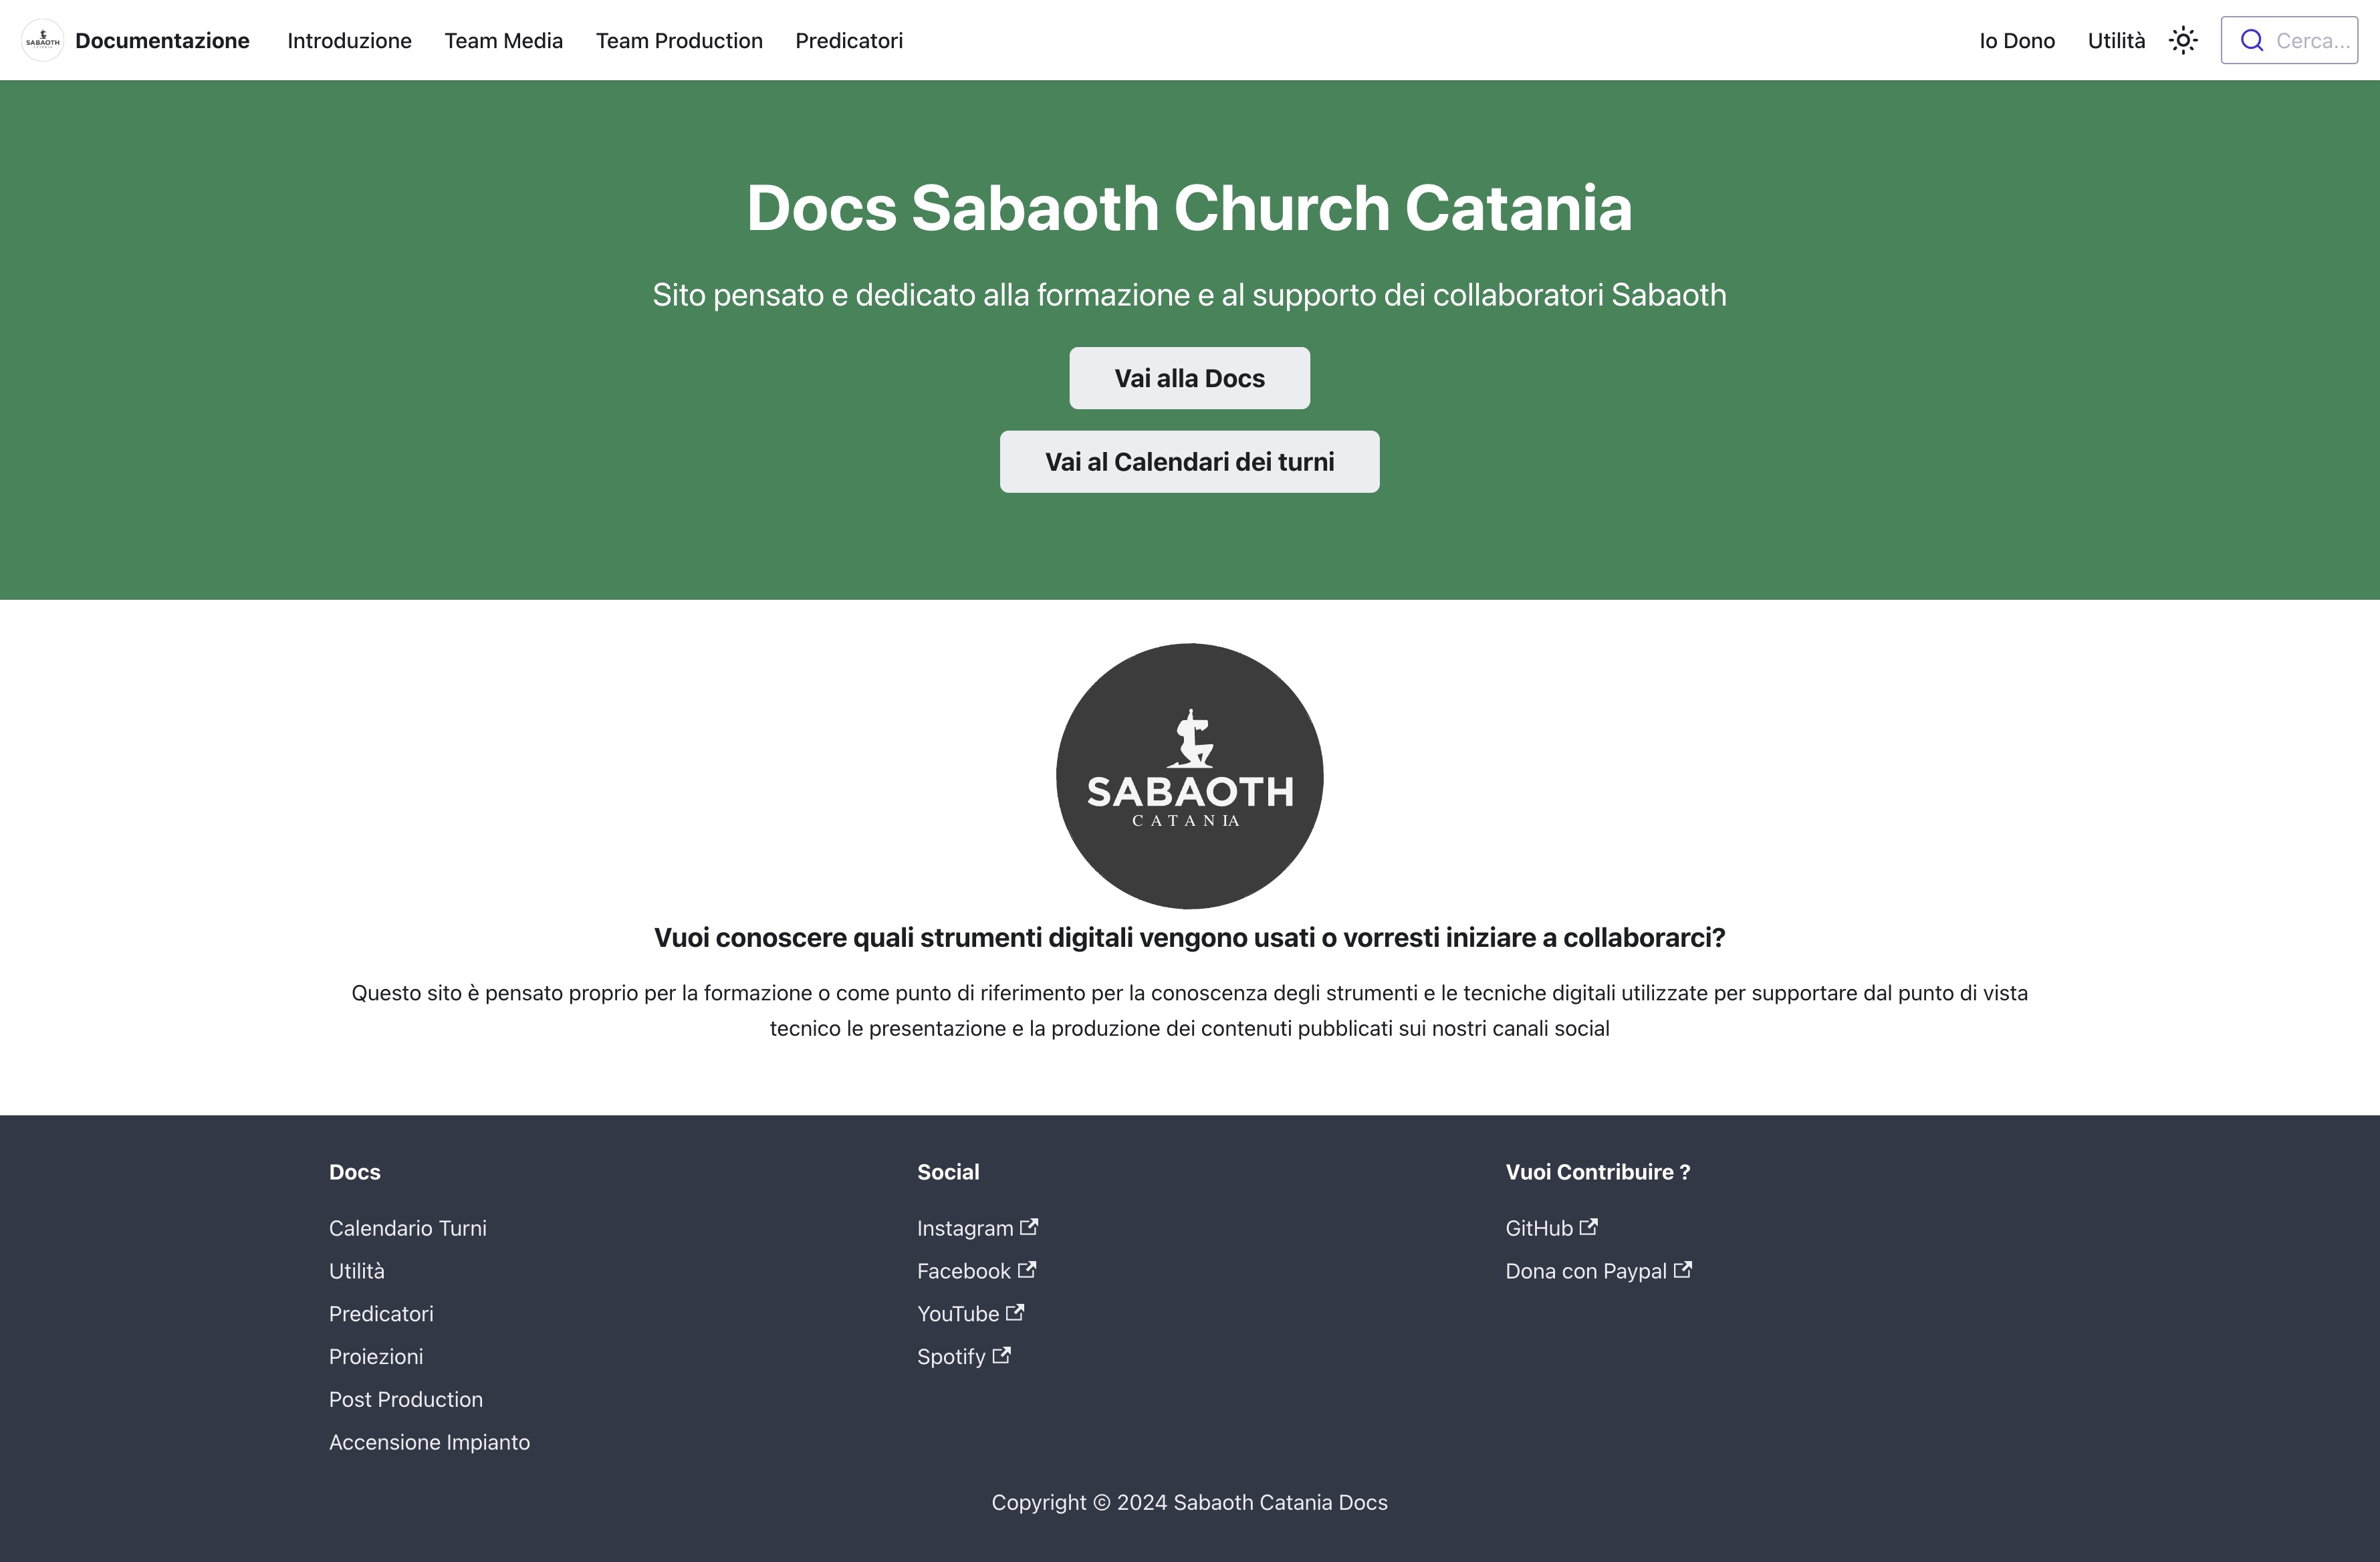 SABAOTH
CATANIA
Documentazione
Introduzione
Team Media
Team Production
Predicatori
Io Dono
Utilità
Cerca...
Docs Sabaoth Church Catania
Sito pensato e dedicato alla formazione e al supporto dei collaboratori Sabaoth
Vai alla Docs
Vai al Calendari dei turni
SABAOTH
CATANIA
Vuoi conoscere quali strumenti digitali vengono usati o vorresti iniziare a collaborarci?
Questo sito è pensato proprio per la formazione o come punto di riferimento per la conoscenza degli strumenti e le tecniche digitali utilizzate per supportare dal punto di vista
tecnico le presentazione e la produzione dei contenuti pubblicati sui nostri canali social
Docs
Calendario Turni
Utilità
Predicatori
Proiezioni
Post Production
Accensione Impianto
Social
Instagram
Facebook
YouTube
Spotify
Vuoi Contribuire ?
GitHub
Dona con Paypal
Copyright © 2024 Sabaoth Catania Docs